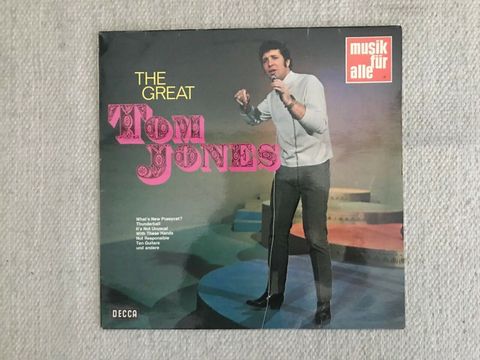 musik
für
alle
THE
GREAT
TOM
JONES
What's New Pussycat?
Thunderball
It's Not Unusual
With These Hands
Not Responsible
Ten Guitars
und andere
DECCA